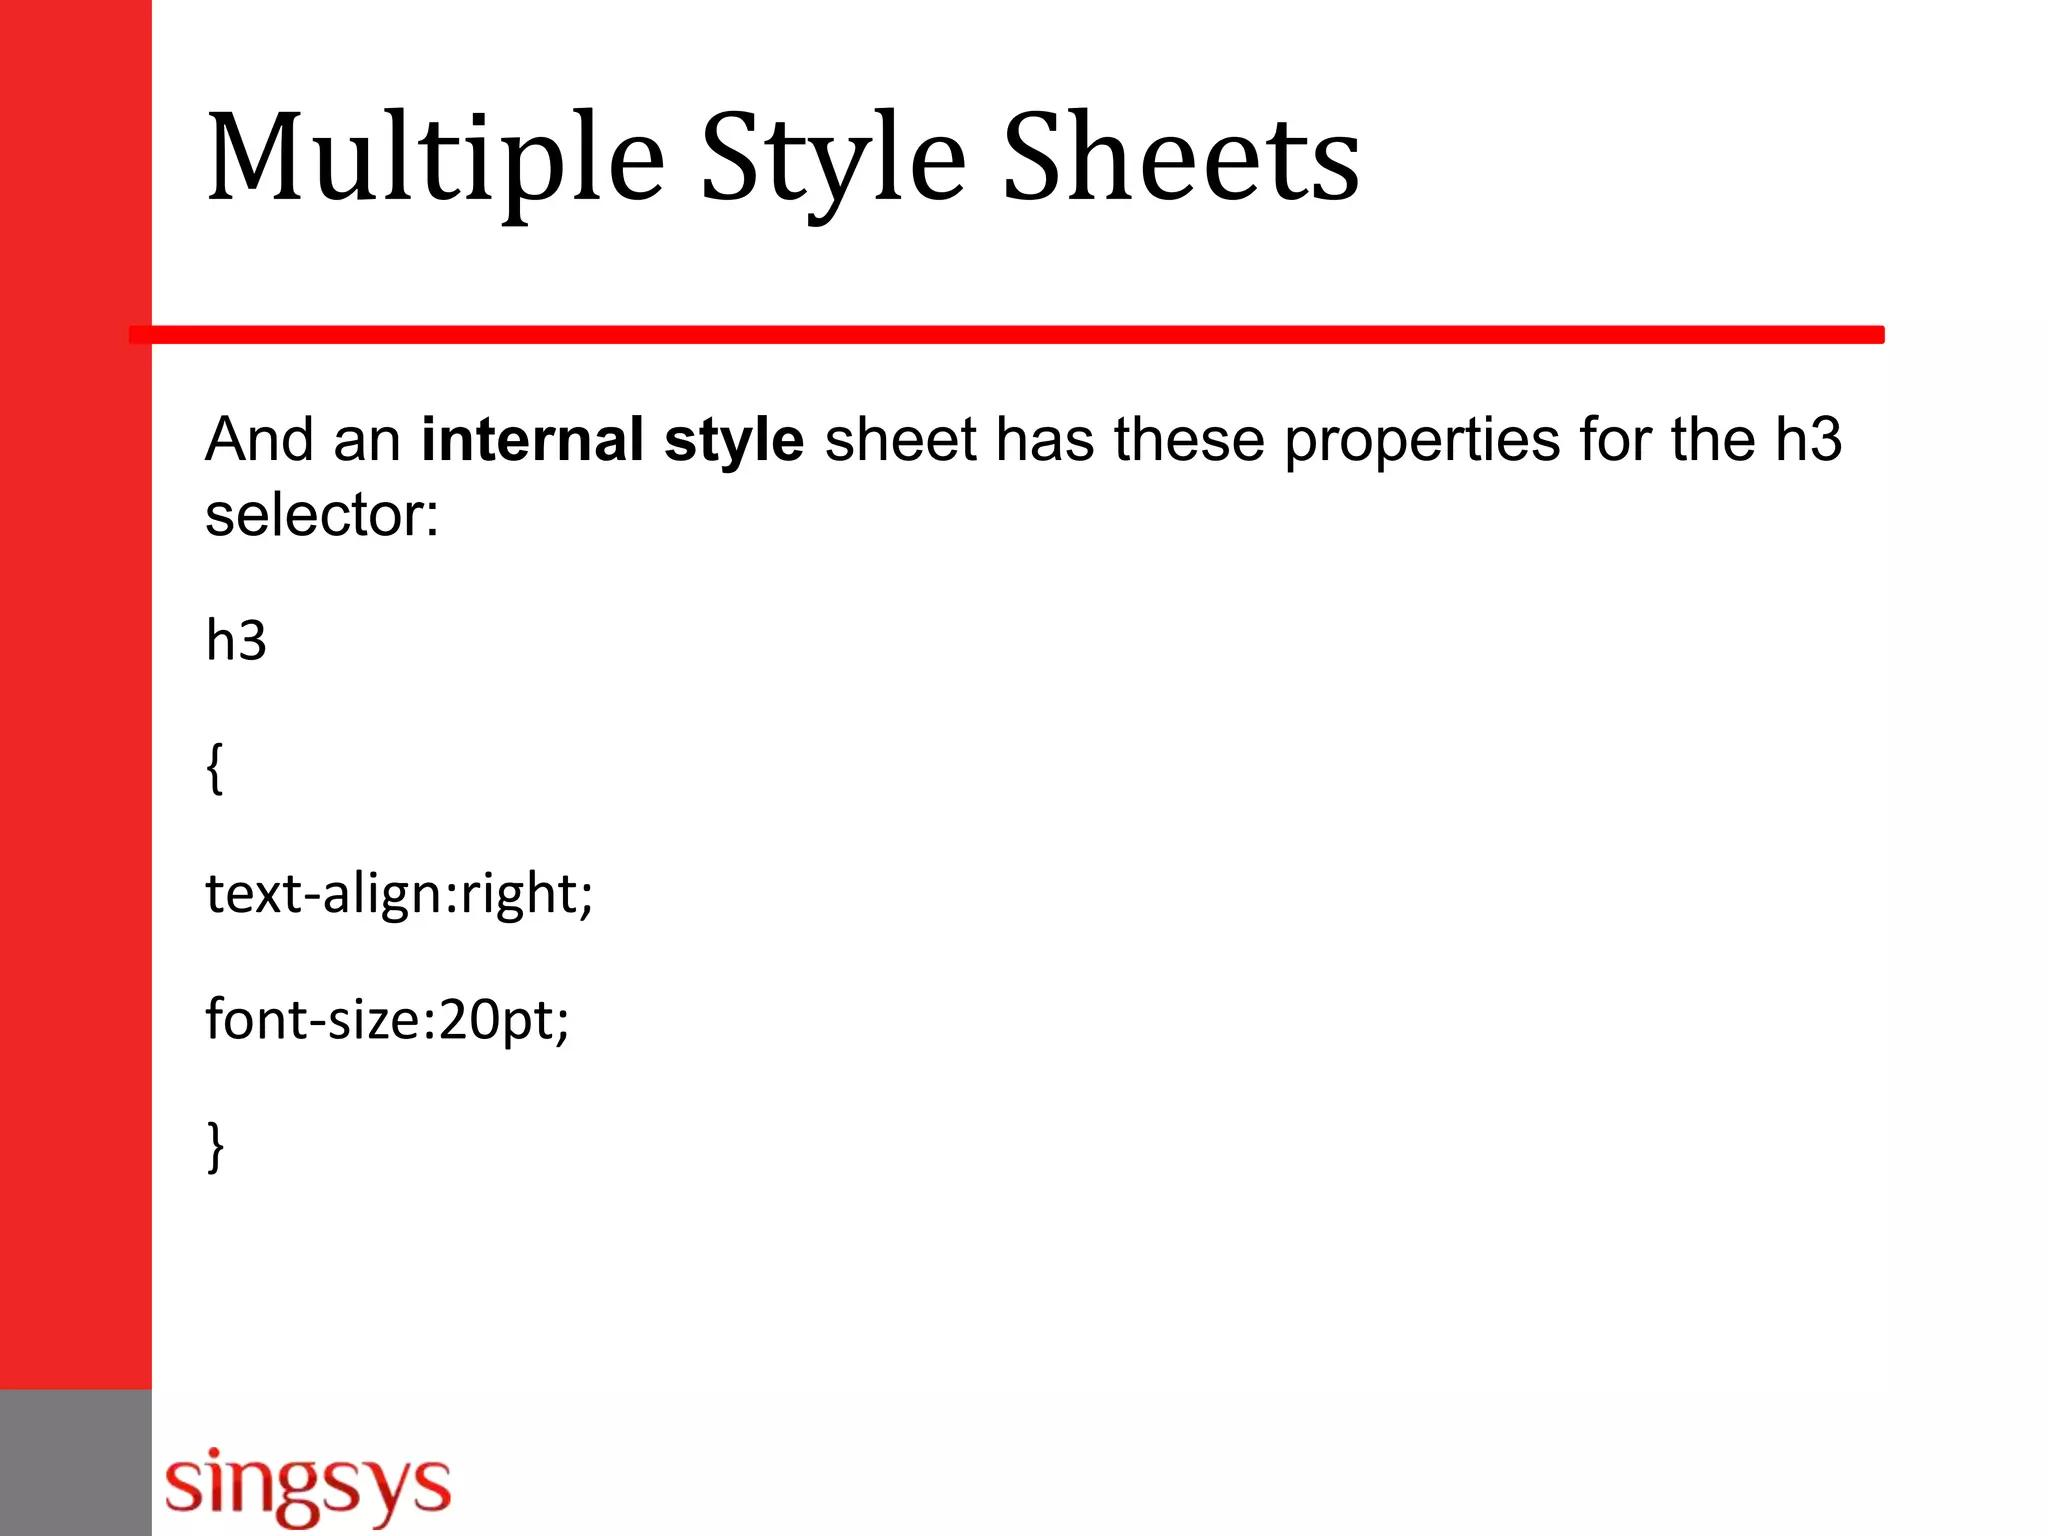 Multiple Style Sheets
And an internal style sheet has these properties for the h3
selector:
h3
{
text-align:right;
font-size:20pt;
}
singsys